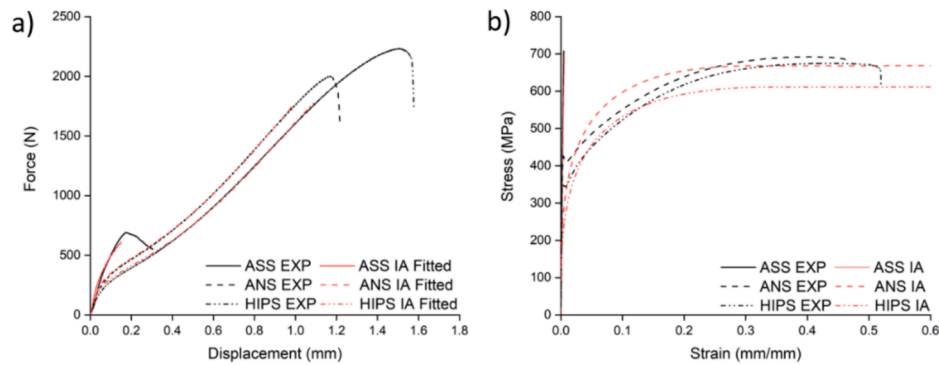 a)
2500
2000
1500
1000
500
0
Force (N)
0.0 0.2 0.4 0.6 0.8 1.0 1.2 1.4 1.6 1.8
Displacement (mm)
ASS EXP ASS IA Fitted
ANS EXP ANS IA Fitted
HIPS EXP HIPS IA Fitted
b)
800
700
600
500
400
300
200
100
0
Stress (MPa)
0.0 0.1 0.2 0.3 0.4 0.5 0.6
Strain (mm/mm)
ASS EXP ASS IA
ANS EXP ANS IA
HIPS EXP HIPS IA